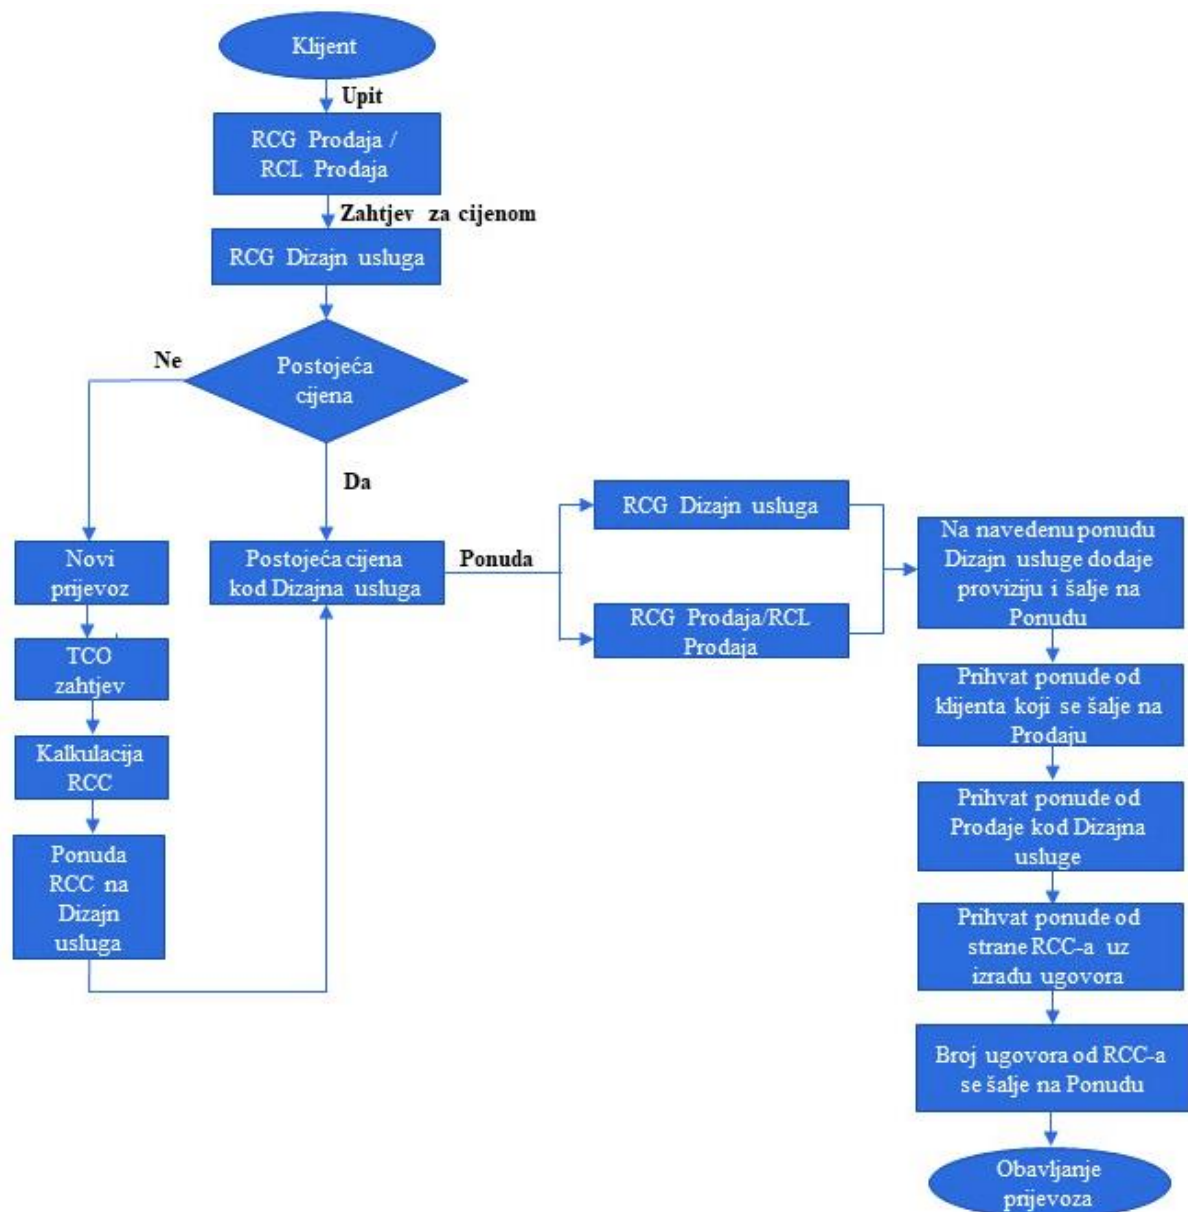 Klijent
Upit
RCG Prodaja /
RCL Prodaja
Zahtjev za cijenom
RCG Dizajn usluga
Ne
Postojeća
cijena
Da
Novi
prijevoz
TCO
zahtjev
Kalkulacija
RCC
Ponuda
RCC na
Dizajn
usluga
Postojeća cijena
kod Dizajna usluga
Ponuda
RCG Dizajn usluga
RCG Prodaja/RCL
Prodaja
Na navedenu ponudu
Dizajn usluge dodaje
proviziju i šalje na
Ponudu
Prihvat ponude od
klijenta koji se šalje na
Prodaju
Prihvat ponude od
Prodaje kod Dizajna
usluge
Prihvat ponude od
strane RCC-a uz
izradu ugovora
Broj ugovora od RCC-a
se šalje na Ponudu
Obavljanje
prijevoza